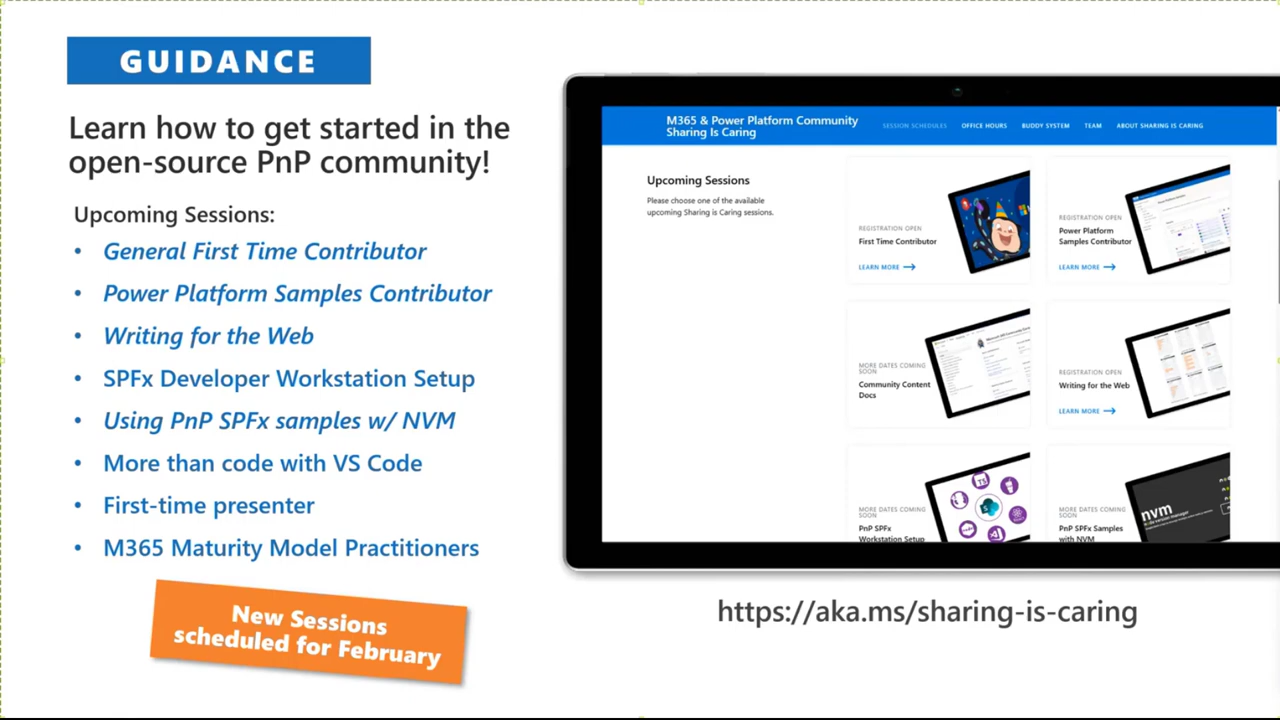 GUIDANCE
Learn how to get started in the
open-source PnP community!
Upcoming Sessions:
• General First Time Contributor
• Power Platform Samples Contributor
• Writing for the Web
• SPFx Developer Workstation Setup
• Using PnP SPFx samples w/ NVM
• More than code with VS Code
• First-time presenter
• M365 Maturity Model Practitioners
New Sessions
scheduled for February
M365 & Power Platform Community
Sharing Is Caring
SESSION SCHEDULES OFFICE HOURS BUDDY SYSTEM TEAM ABOUT SHARING IS CARING
Upcoming Sessions
Please choose one of the available
upcoming Sharing is Caring sessions.
REGISTRATION OPEN
First Time Contributor
LEARN MORE
REGISTRATION OPEN
Power Platform
Samples Contributor
LEARN MORE
MORE DATES COMING
SOON
Community Content
Docs
REGISTRATION OPEN
Writing for the Web
LEARN MORE
MORE DATES COMING
SOON
PnP SPFx
Workstation Setup
TS
MORE DATES COMING
SOON
PnP SPFx Samples
with NVM
nvm
https://aka.ms/sharing-is-caring